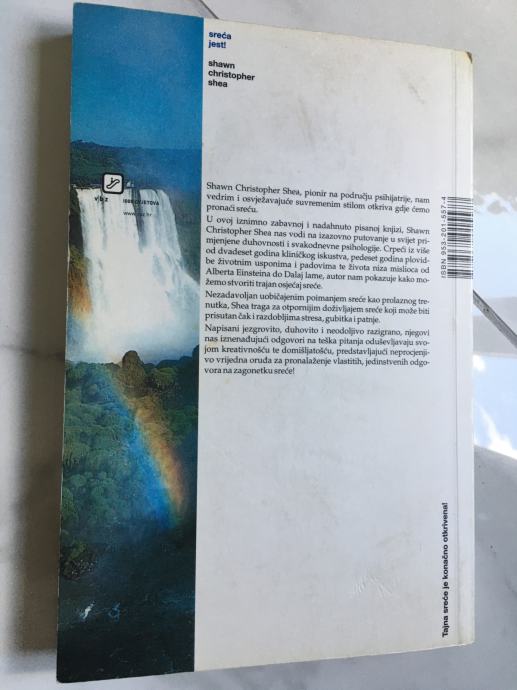 sreća
jest!
shawn
christopher
shea
v|b|z
1000 SVJETOVA
www.vbz.hr
Shawn Christopher Shea, pionir na području psihijatrije, nam
vedrim i osvježavajuće suvremenim stilom otkriva gdje ćemo
pronaći sreću.
U ovoj iznimno zabavnoj i nadahnuto pisanoj knjizi, Shawn
Christopher Shea nas vodi na izazovno putovanje u svijet pri-
mjenjene duhovnosti i svakodnevne psihologije. Crpeći iz više
od dvadeset godina kliničkog iskustva, pedeset godina plovid-
be životnim usponima i padovima te života niza mislioca od
Alberta Einsteina do Dalaj lame, autor nam pokazuje kako mo-
žemo stvoriti trajan osjećaj sreće.
Nezadovoljan uobičajenim poimanjem sreće kao prolaznog tre-
nutka, Shea traga za otpornijim doživljajem sreće koji može biti
prisutan čak i razdobljima stresa, gubitka i patnje.
Napisani jezgrovito, duhovito i neodoljivo razigrano, njegovi
nas iznenađujući odgovori na teška pitanja oduševljavaju svo-
jom kreativnošću te domišljatošću, predstavljajući neprocjenji-
vo vrijedna oruđa za pronalaženje vlastitih, jedinstvenih odgo-
vora na zagonetku sreće!
ISBN 953-201-557-4
Tajna sreće je konačno otkrivena!